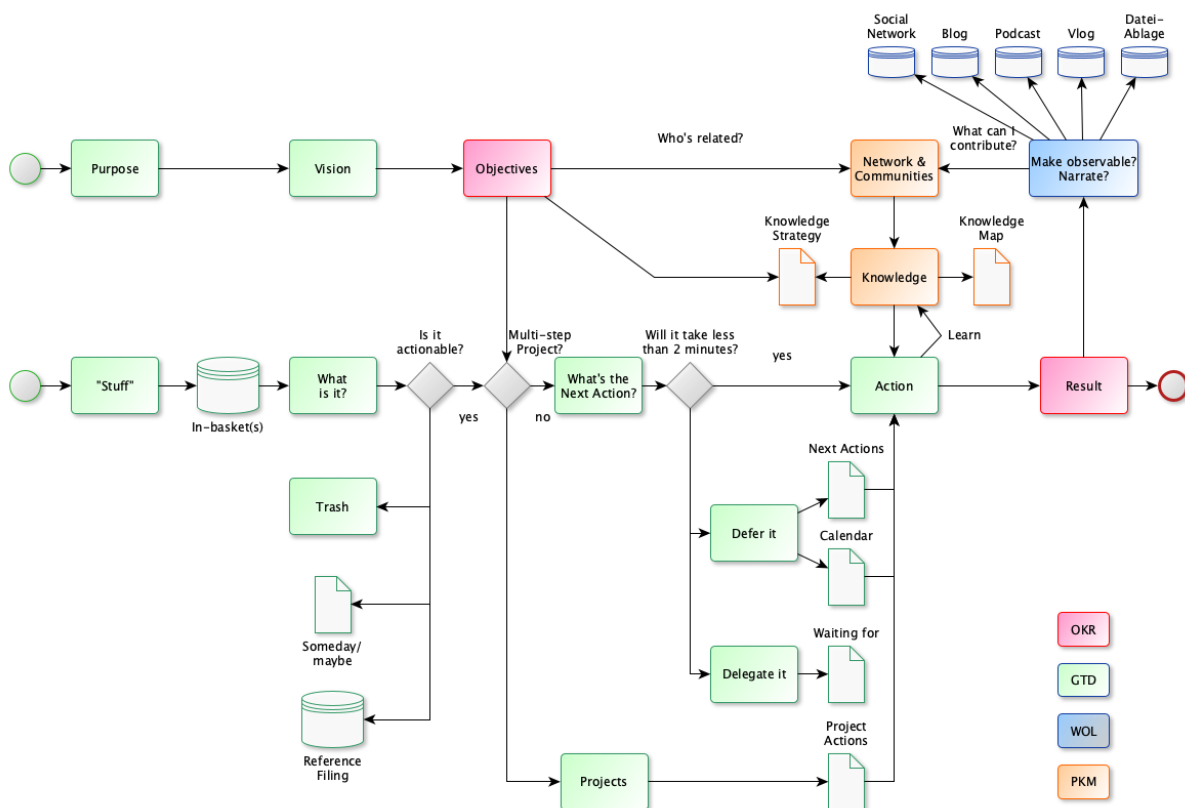 Social
Network
Blog
Podcast
Vlog
Datei-
Ablage
Purpose
Vision
Objectives
Who's related?
Network &
Communities
What can I
contribute?
Make observable?
Narrate?
Knowledge
Strategy
Knowledge
Knowledge
Map
Learn
"Stuff"
In-basket(s)
What
is it?
Is it
actionable?
yes
Multi-step
Project?
no
What's the
Next Action?
Will it take less
than 2 minutes?
yes
Action
Result
Trash
Someday/
maybe
Reference
Filing
Defer it
Next Actions
Calendar
Delegate it
Waiting for
Projects
Project
Actions
OKR
GTD
WOL
PKM